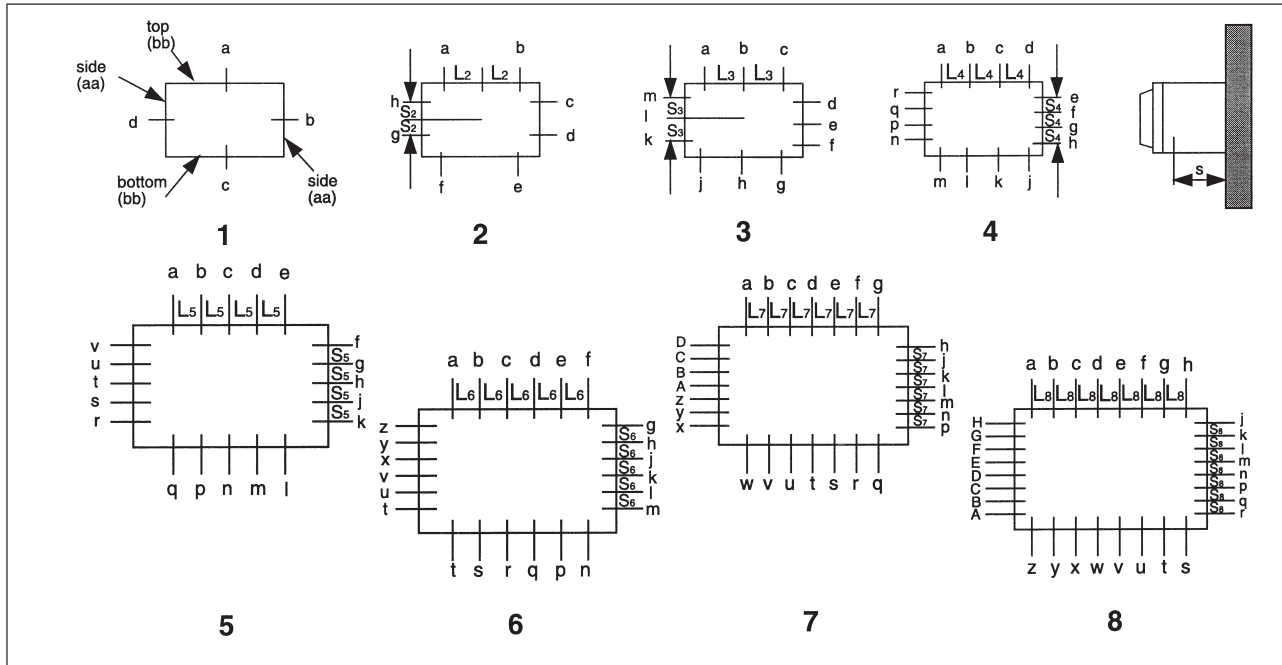 top
(bb)
side
(aa)
a
d
b
c
bottom
(bb)
side
(aa)
1
a
b
L2
L2
h
S2
S2
g
c
d
f
e
2
a
b
c
L3
L3
m
S3
l
S3
k
d
e
f
j
h
g
3
a
b
c
d
L4
L4
L4
r
q
p
n
e
S4
f
S4
g
S4
h
m
l
k
j
4
s
a
b
c
d
e
L5
L5
L5
L5
v
u
t
s
r
f
S5
g
S5
h
S5
j
S5
k
q
p
n
m
l
5
a
b
c
d
e
f
L6
L6
L6
L6
L6
z
y
x
v
u
t
g
S6
h
S6
j
S6
k
S6
l
S6
m
t
s
r
q
p
n
6
a
b
c
d
e
f
g
L7
L7
L7
L7
L7
L7
D
C
B
A
z
y
x
h
S7
j
S7
k
S7
l
S7
m
S7
n
S7
p
w
v
u
t
s
r
q
7
a
b
c
d
e
f
g
h
L8
L8
L8
L8
L8
L8
L8
H
G
F
E
D
C
B
A
j
S8
k
S8
l
S8
m
S8
n
S8
p
S8
q
S8
r
z
y
x
w
v
u
t
s
8